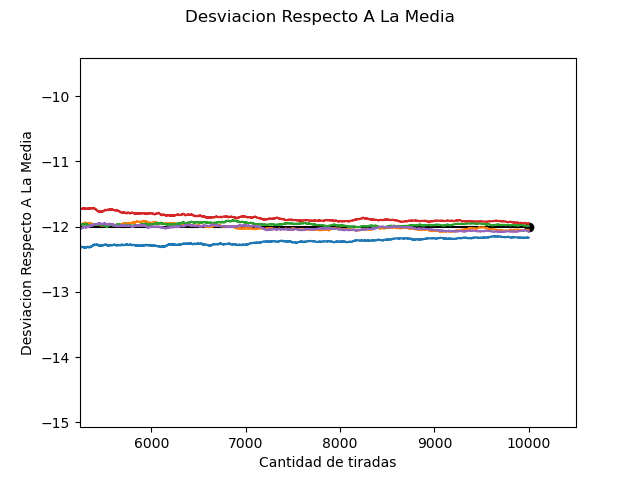 Desviacion Respecto A La Media
Desviacion Respecto A La Media
−10
−11
−12
−13
−14
−15
6000 7000 8000 9000 10000
Cantidad de tiradas